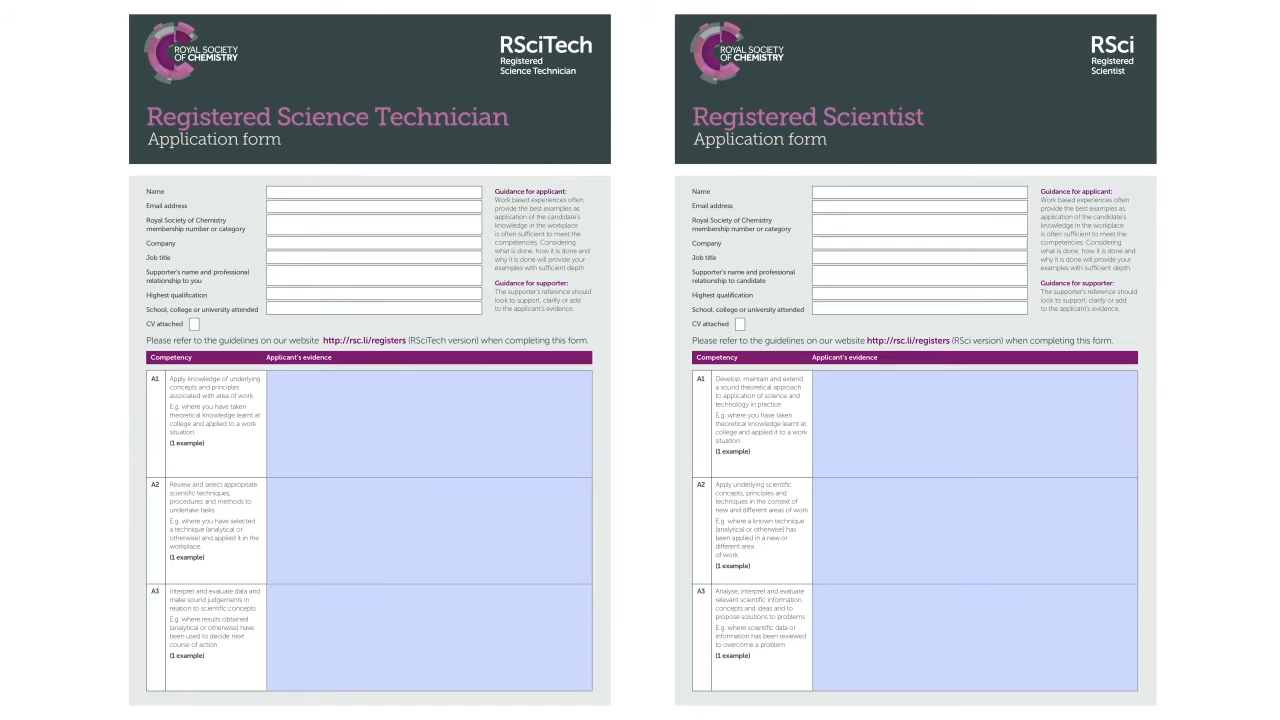 ROYAL SOCIETY
OF CHEMISTRY
RSciTech
Registered
Science Technician
Registered Science Technician
Application form
Name
Email address
Royal Society of Chemistry
membership number or category
Company
Job title
Supporter's name and professional
relationship to you
Highest qualification
School, college or university attended
CV attached
Guidance for applicant:
Work based experiences often
provide the best examples as
application of the candidate's
knowledge in the workplace
is often sufficient to meet the
competencies. Considering
what is done, how it is done and
why it is done will provide your
examples with sufficient depth.
Guidance for supporter:
The supporter's reference should
look to support, clarify or add
to the applicant's evidence.
Please refer to the guidelines on our website http://rsc.li/registers (RSciTech version) when completing this form.
Competency Applicant's evidence
A1 Apply knowledge of underlying
concepts and principles
associated with area of work.
E.g. where you have taken
theoretical knowledge learnt at
college and applied to a work
situation.
(1 example)
A2 Review and select appropriate
scientific techniques,
procedures and methods to
undertake tasks
E.g. where you have selected
a technique (analytical or
otherwise) and applied it in the
workplace.
(1 example)
A3 Interpret and evaluate data and
make sound judgements in
relation to scientific concepts
E.g. where results obtained
(analytical or otherwise) have
been used to decide next
course of action.
(1 example)
ROYAL SOCIETY
OF CHEMISTRY
RSci
Registered
Scientist
Registered Scientist
Application form
Name
Email address
Royal Society of Chemistry
membership number or category
Company
Job title
Supporter's name and professional
relationship to candidate
Highest qualification
School, college or university attended
CV attached
Guidance for applicant:
Work based experiences often
provide the best examples as
application of the candidate's
knowledge in the workplace
is often sufficient to meet the
competencies. Considering
what is done, how it is done and
why it is done will provide your
examples with sufficient depth.
Guidance for supporter:
The supporter's reference should
look to support, clarify or add
to the applicant's evidence.
Please refer to the guidelines on our website http://rsc.li/registers (RSci version) when completing this form.
Competency Applicant's evidence
A1 Develop, maintain and extend
a sound theoretical approach
to application of science and
technology in practice
E.g. where you have taken
theoretical knowledge learnt at
college and applied it to a work
situation.
(1 example)
A2 Apply underlying scientific
concepts, principles and
techniques in the context of
new and different areas of work
E.g. where a known technique
(analytical or otherwise) has
been applied in a new or
different area
of work.
(1 example)
A3 Analyse, interpret and evaluate
relevant scientific information,
concepts and ideas and to
propose solutions to problems
E.g. where scientific data or
information has been reviewed
to overcome a problem.
(1 example)